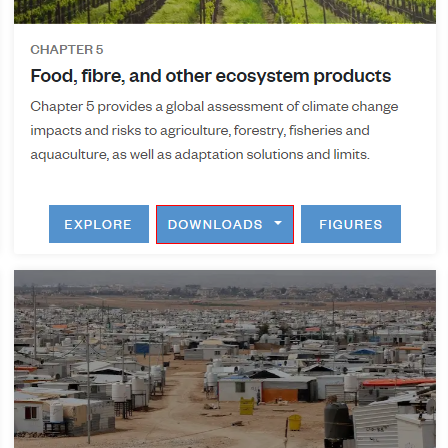 CHAPTER 5
Food, fibre, and other ecosystem products
Chapter 5 provides a global assessment of climate change
impacts and risks to agriculture, forestry, fisheries and
aquaculture, as well as adaptation solutions and limits.
EXPLORE
DOWNLOADS
FIGURES